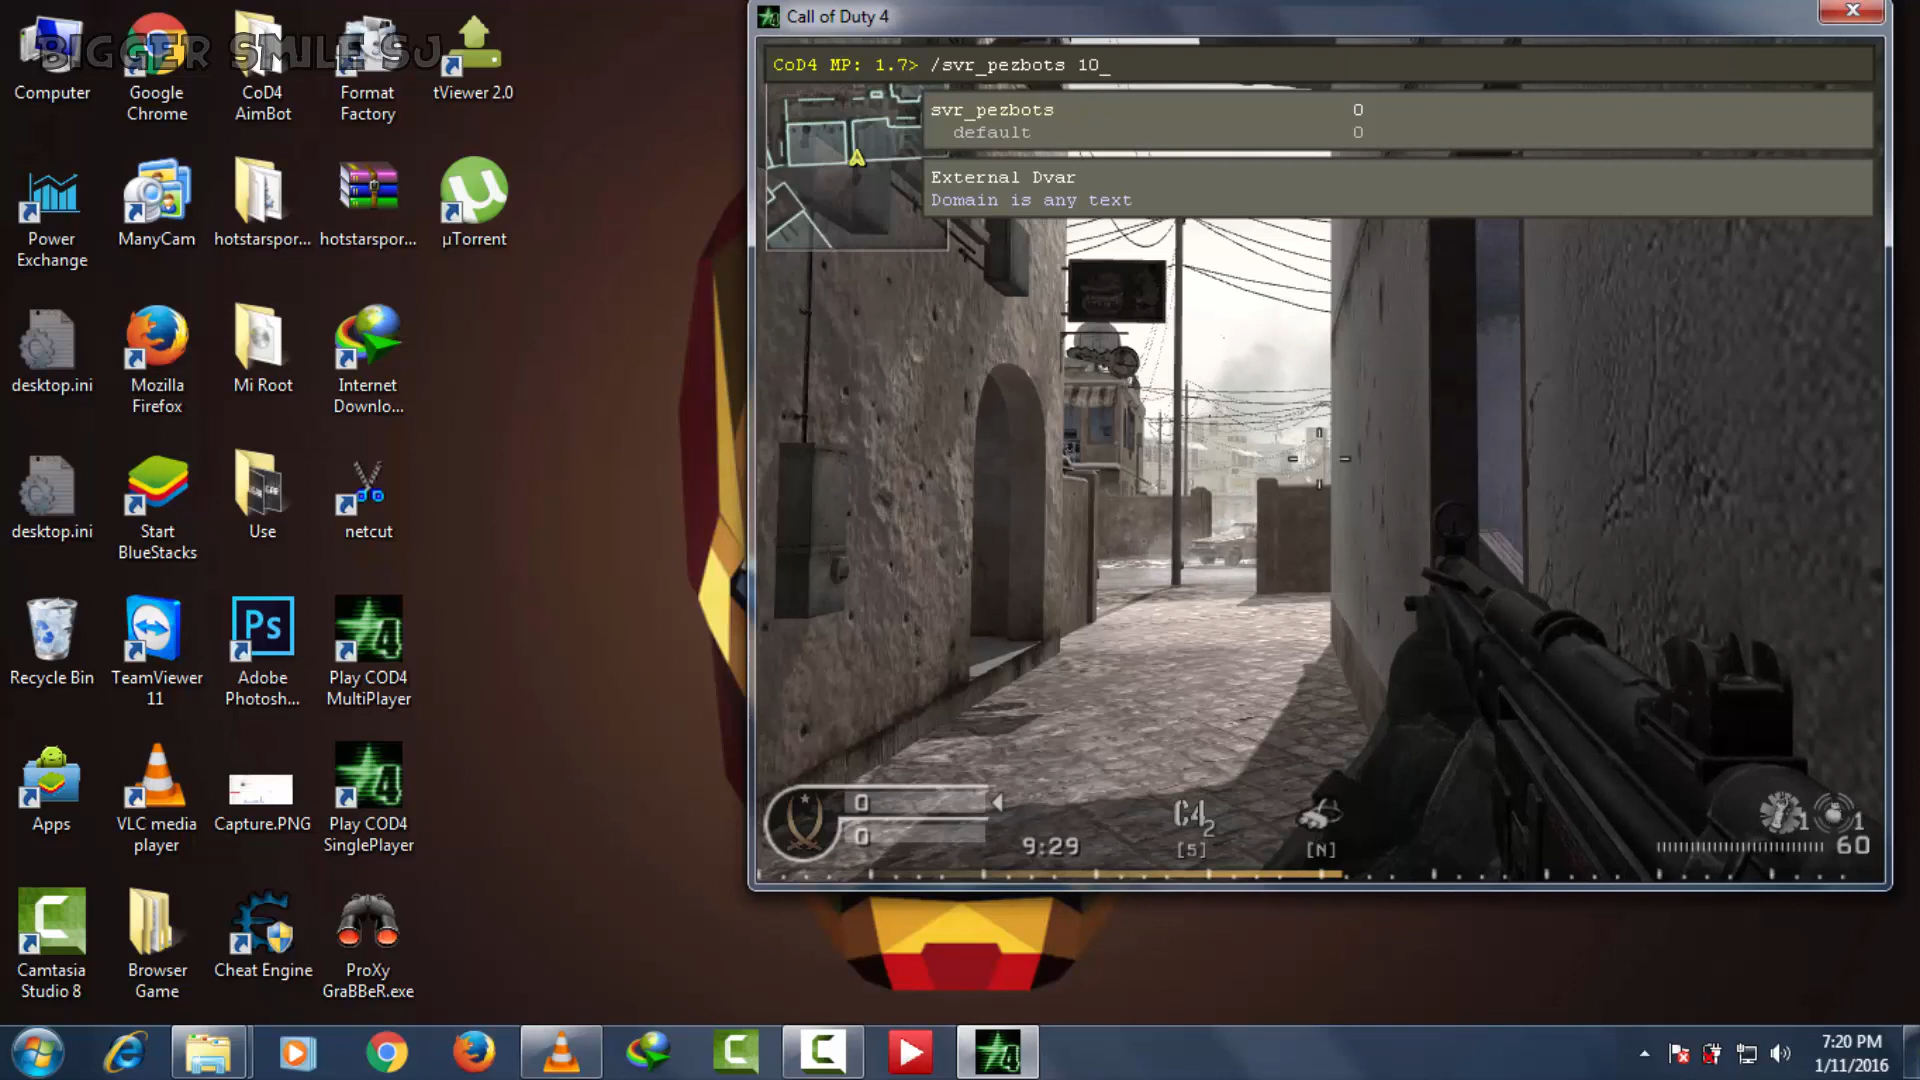 BIGGER SMILE SJ
Computer
Google
Chrome
CoD4
AimBot
Format
Factory
tViewer 2.0
Power
Exchange
ManyCam
hotstarspor...
hotstarspor...
µTorrent
desktop.ini
Mozilla
Firefox
Mi Root
Internet
Downlo...
desktop.ini
Start
BlueStacks
Use
netcut
Recycle Bin
TeamViewer
11
Ps
Adobe
Photosh...
4
Play COD4
MultiPlayer
Apps
VLC media
player
Capture.PNG
4
Play COD4
SinglePlayer
Camtasia
Studio 8
Browser
Game
Cheat Engine
ProXy
GraBBeR.exe
Call of Duty 4
CoD4 MP: 1.7> /svr_pezbots 10_
svr_pezbots 0
default 0
External Dvar
Domain is any text
0
0
9:29
C4 2
[5]
[N]
1
1
60
7:20 PM
1/11/2016